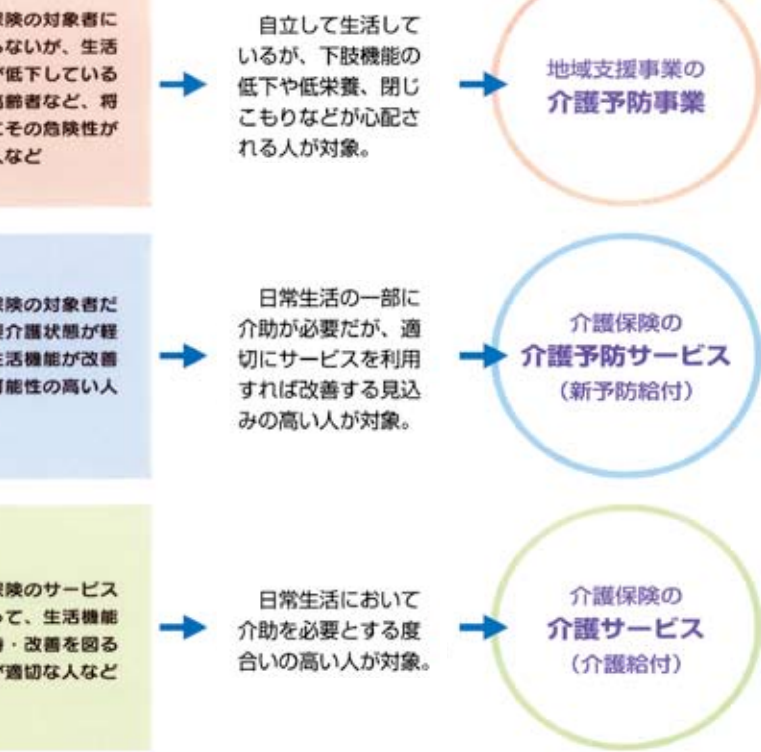 険の対象者に
ないが、生活
低下している
齢者など、将
その危険性が
など
自立して生活して
いるが、下肢機能の
低下や低栄養、閉じ
こもりなどが心配さ
れる人が対象。
地域支援事業の
介護予防事業
険の対象者だ
介護状態が軽
生活機能が改善
能性の高い人
日常生活の一部に
介助が必要だが、適
切にサービスを利用
すれば改善する見込
みの高い人が対象。
介護保険の
介護予防サービス
(新予防給付)
険のサービス
って、生活機能
・改善を図る
適切な人など
日常生活において
介助を必要とする度
合いの高い人が対象。
介護保険の
介護サービス
(介護給付)